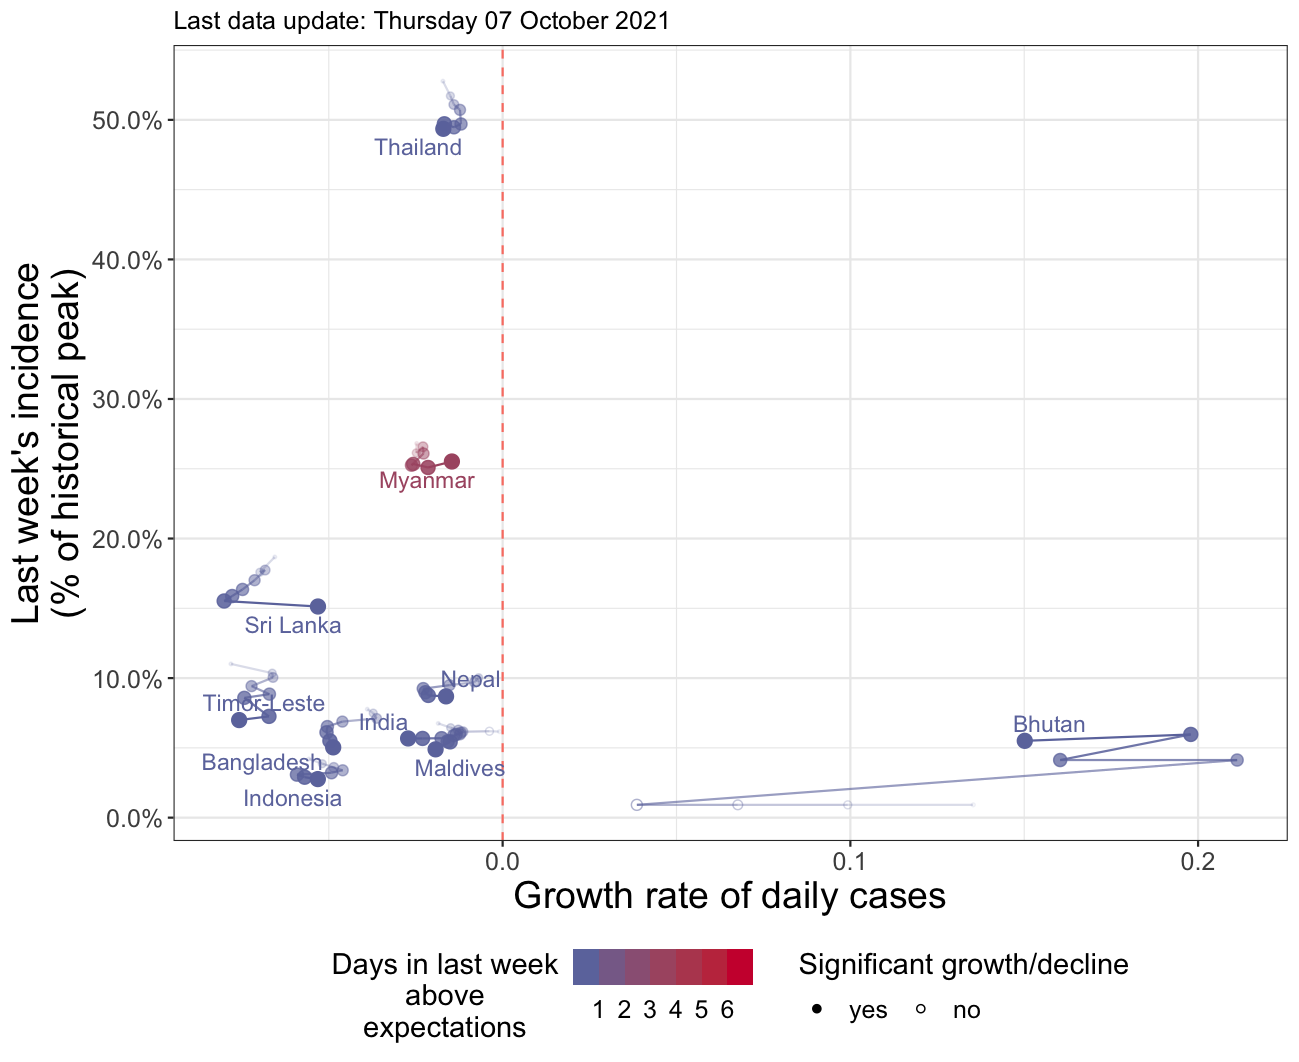 Last data update: Thursday 07 October 2021
Last week's incidence
(% of historical peak)
50.0%
40.0%
30.0%
20.0%
10.0%
0.0%
Thailand
Myanmar
Sri Lanka
Nepal
Timor-Leste
India
Bhutan
Bangladesh
Maldives
Indonesia
0.0 0.1 0.2
Growth rate of daily cases
Days in last week
above
expectations
1 2 3 4 5 6
Significant growth/decline
yes no